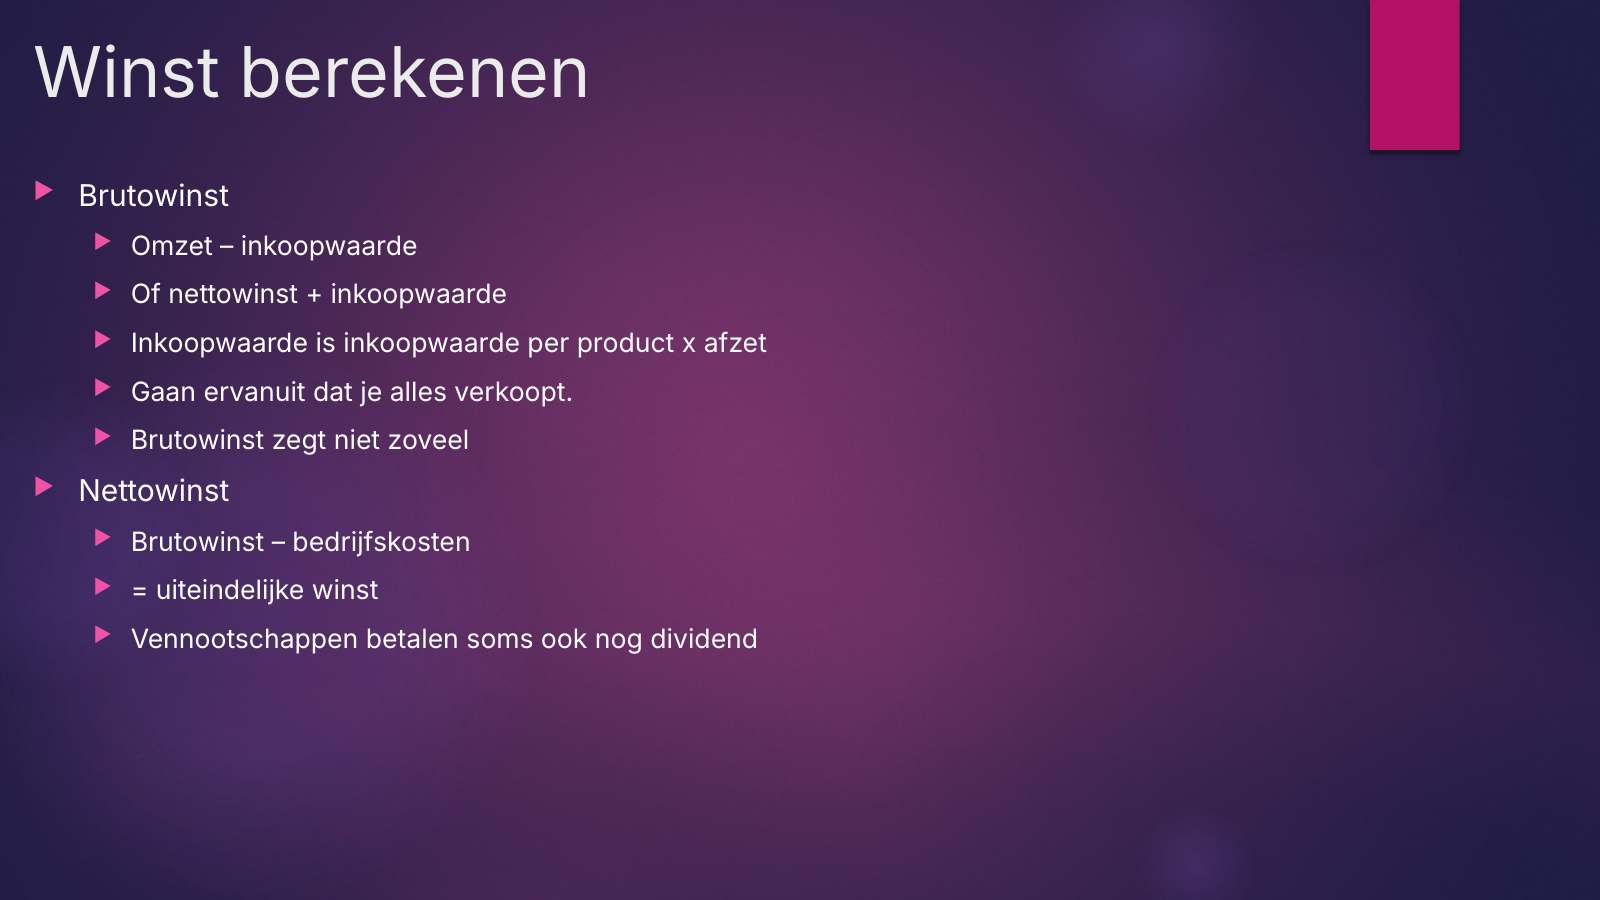 Winst berekenen
Brutowinst
Omzet – inkoopwaarde
Of nettowinst + inkoopwaarde
Inkoopwaarde is inkoopwaarde per product x afzet
Gaan ervanuit dat je alles verkoopt.
Brutowinst zegt niet zoveel
Nettowinst
Brutowinst – bedrijfskosten
= uiteindelijke winst
Vennootschappen betalen soms ook nog dividend